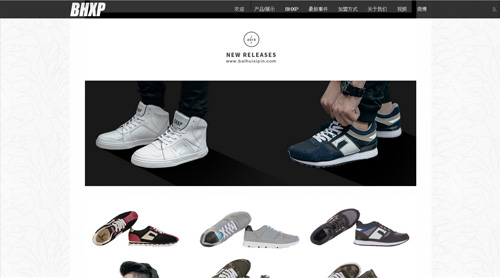 BHXP
欢迎 产品/展示 BHXP 最新事件 加盟方式 关于我们 视频 微博
2015
NEW RELEASES
www.baihuixipin.com
BHXP